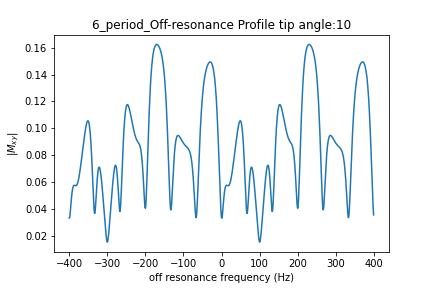 6_period_Off-resonance Profile tip angle:10
|Mxy|
0.16
0.14
0.12
0.10
0.08
0.06
0.04
0.02
−400 −300 −200 −100 0 100 200 300 400
off resonance frequency (Hz)